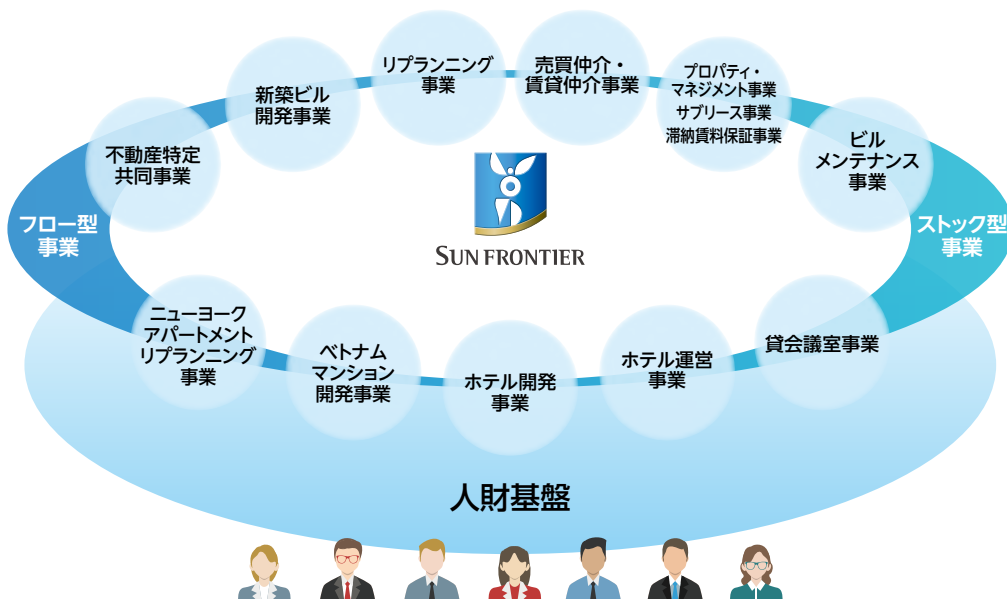 リプランニング
事業
売買仲介・
賃貸仲介事業
新築ビル
開発事業
プロパティ・
マネジメント事業
サブリース事業
滞納賃料保証事業
不動産特定
共同事業
ビル
メンテナンス
事業
フロー型
事業
SUN FRONTIER
ストック型
事業
ニューヨーク
アパートメント
リプランニング
事業
ベトナム
マンション
開発事業
ホテル開発
事業
ホテル運営
事業
貸会議室事業
人財基盤